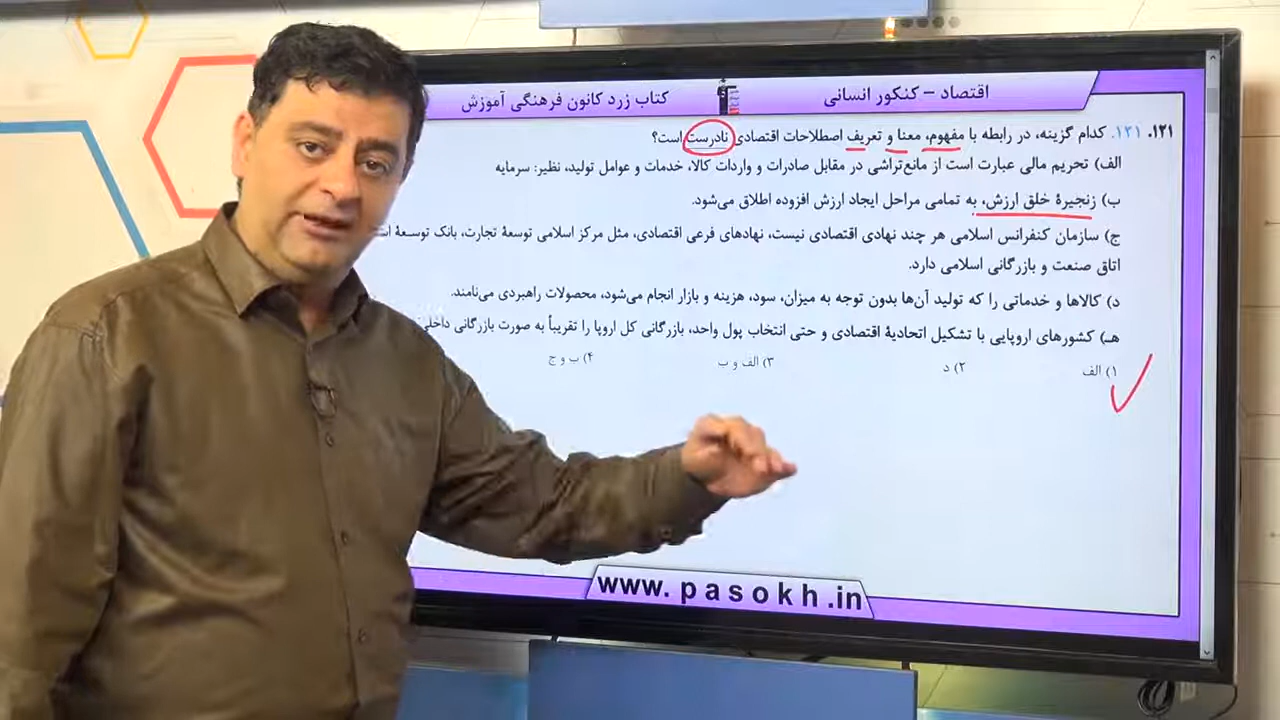 اقتصاد – کنکور انسانی
کتاب زرد کانون فرهنگی آموزش
۱۲۱. ۱۲۱. کدام گزینه، در رابطه با مفهوم، معنا و تعریف اصطلاحات اقتصادی نادرست است؟
الف) تحریم مالی عبارت است از مانع‌تراشی در مقابل صادرات و واردات کالا، خدمات و عوامل تولید، نظیر: سرمایه
ب) زنجیرهٔ خلق ارزش، به تمامی مراحل ایجاد ارزش افزوده اطلاق می‌شود.
ج) سازمان کنفرانس اسلامی هر چند نهادی اقتصادی نیست، نهادهای فرعی اقتصادی، مثل مرکز اسلامی توسعهٔ تجارت، بانک توسعهٔ
اتاق صنعت و بازرگانی اسلامی دارد.
د) کالاها و خدماتی را که تولید آن‌ها بدون توجه به میزان، سود، هزینه و بازار انجام می‌شود، محصولات راهبردی می‌نامند.
هـ) کشورهای اروپایی با تشکیل اتحادیهٔ اقتصادی و حتی انتخاب پول واحد، بازرگانی کل اروپا را تقریباً به صورت بازرگانی داخلی
۱) الف ۲) د ۳) الف و ب ۴) ب و ج
www.pasokh.in